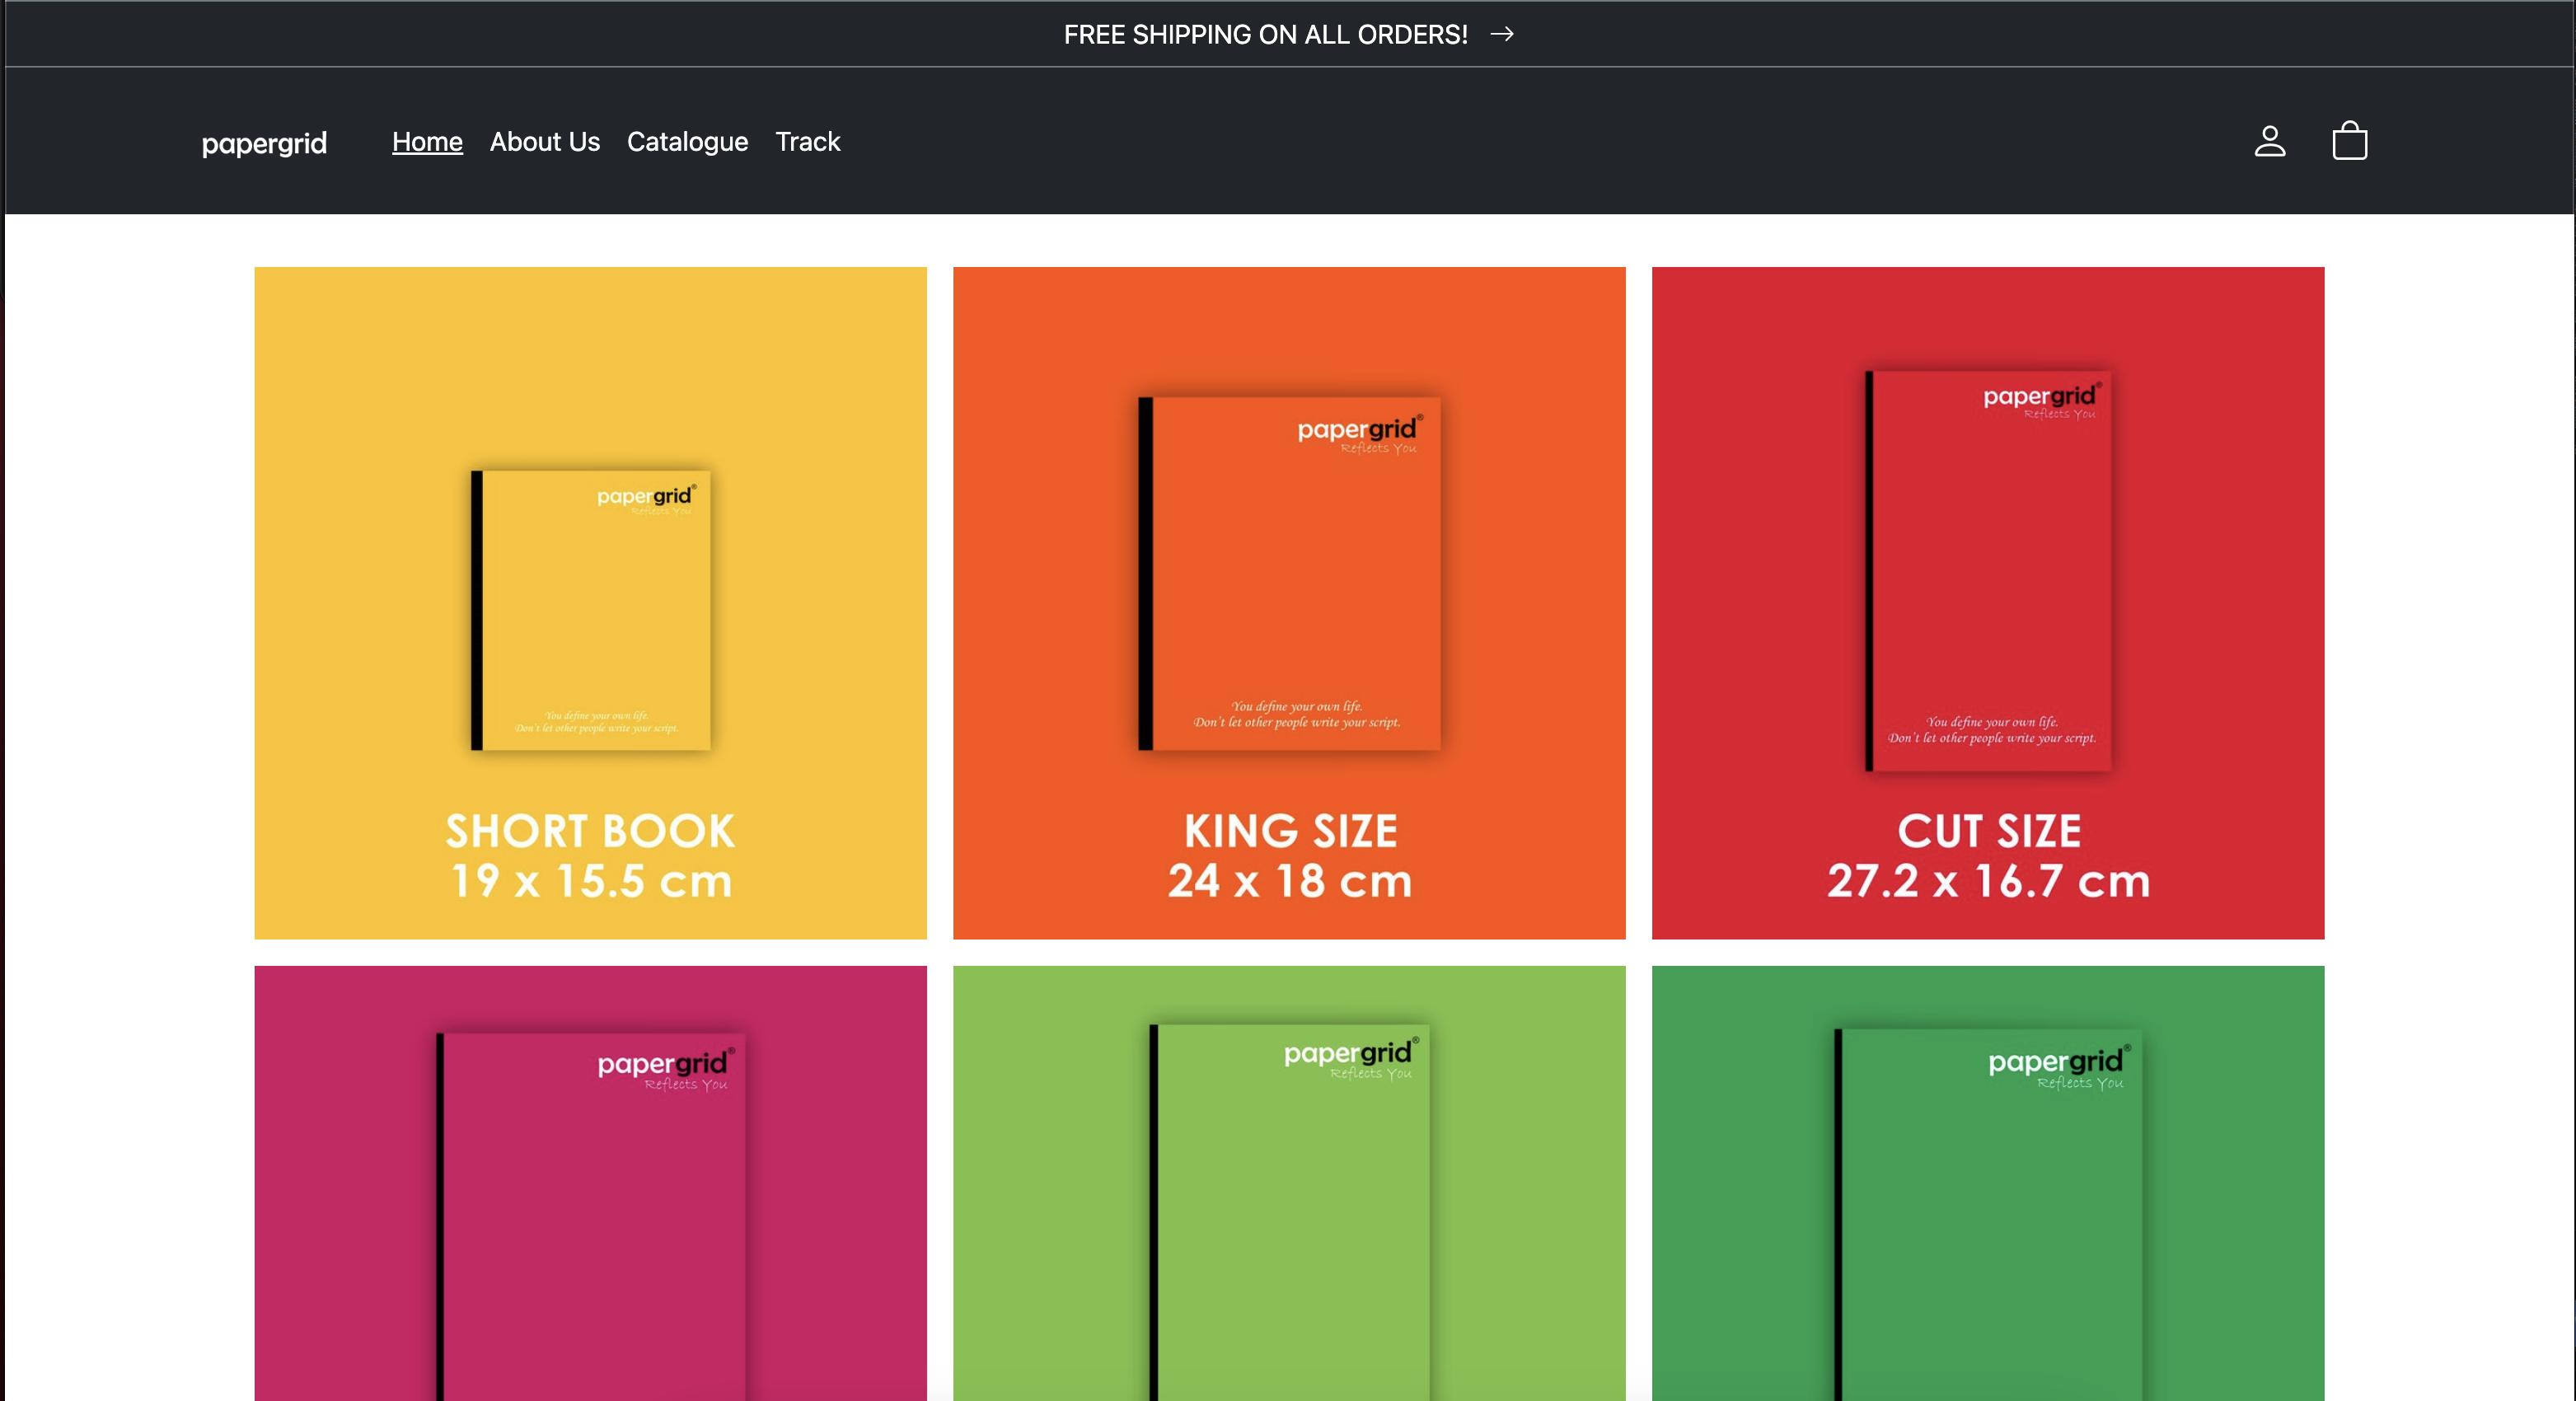 FREE SHIPPING ON ALL ORDERS! →
papergrid
Home About Us Catalogue Track
papergrid®
Reflects You
You define your own life.
Don't let other people write your script.
SHORT BOOK
19 x 15.5 cm
papergrid®
Reflects You
You define your own life.
Don't let other people write your script.
KING SIZE
24 x 18 cm
papergrid®
Reflects You
You define your own life.
Don't let other people write your script.
CUT SIZE
27.2 x 16.7 cm
papergrid®
Reflects You
papergrid®
Reflects You
papergrid®
Reflects You